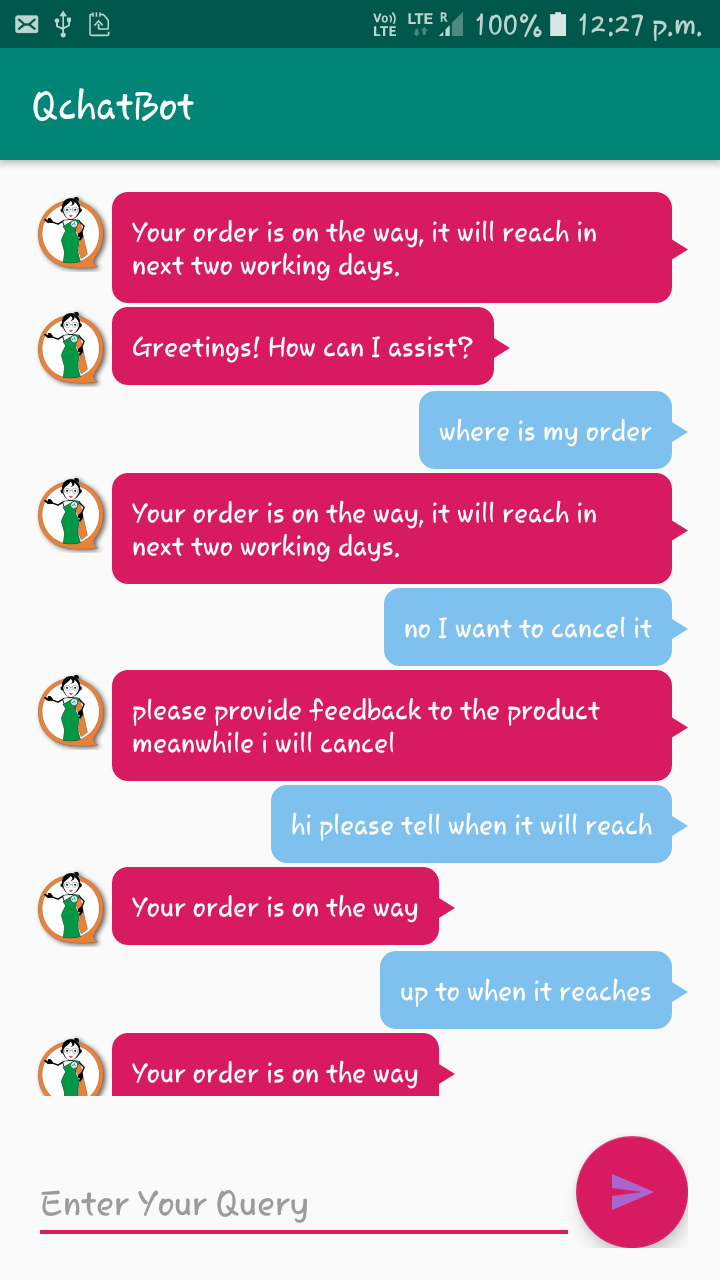 Vo)) LTE LTE R 100% 12:27 p.m.
QchatBot
Your order is on the way, it will reach in
next two working days.
Greetings! How can I assist?
where is my order
Your order is on the way, it will reach in
next two working days.
no I want to cancel it
please provide feedback to the product
meanwhile i will cancel
hi please tell when it will reach
Your order is on the way
up to when it reaches
Your order is on the way
Enter Your Query